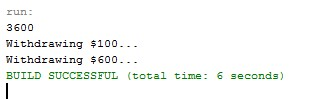 run:
3600
Withdrawing $100...
Withdrawing $600...
BUILD SUCCESSFUL (total time: 6 seconds)